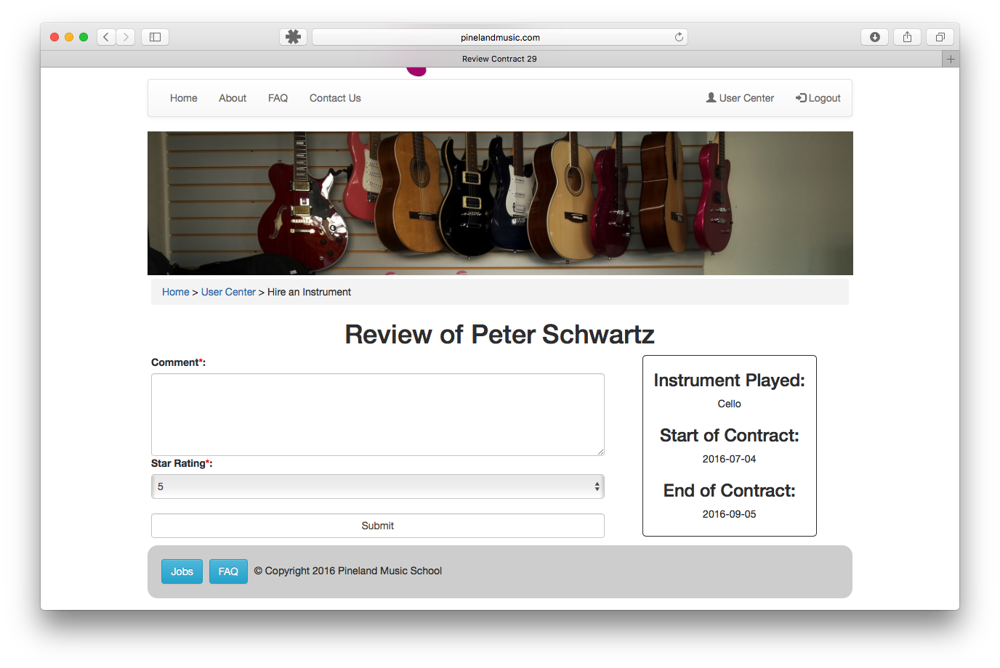 pinelandmusic.com
Review Contract 29
Home About FAQ Contact Us User Center Logout
Home > User Center > Hire an Instrument
Review of Peter Schwartz
Comment*:
Star Rating*:
5
Submit
Instrument Played:
Cello
Start of Contract:
2016-07-04
End of Contract:
2016-09-05
Jobs FAQ © Copyright 2016 Pineland Music School